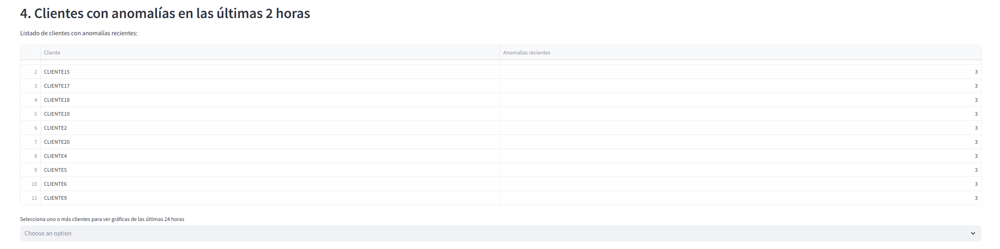 4. Clientes con anomalías en las últimas 2 horas
Listado de clientes con anomalías recientes:
Cliente Anomalías recientes
2 CLIENTE15 3
3 CLIENTE17 3
4 CLIENTE18 3
5 CLIENTE19 3
6 CLIENTE2 3
7 CLIENTE20 3
8 CLIENTE4 3
9 CLIENTE5 3
10 CLIENTE6 3
11 CLIENTE9 3
Selecciona uno o más clientes para ver gráficas de las últimas 24 horas
Choose an option